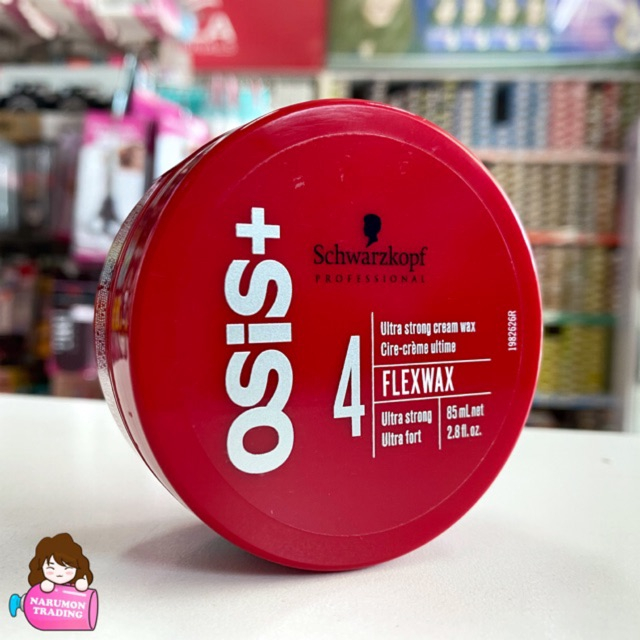 LA
OSiS+
Schwarzkopf
PROFESSIONAL
4
Ultra strong cream wax
Cire-crème ultime
FLEXWAX
Ultra strong
Ultra fort
85 mL net
2.8 fl. oz.
1982626R
NARUMON
TRADING